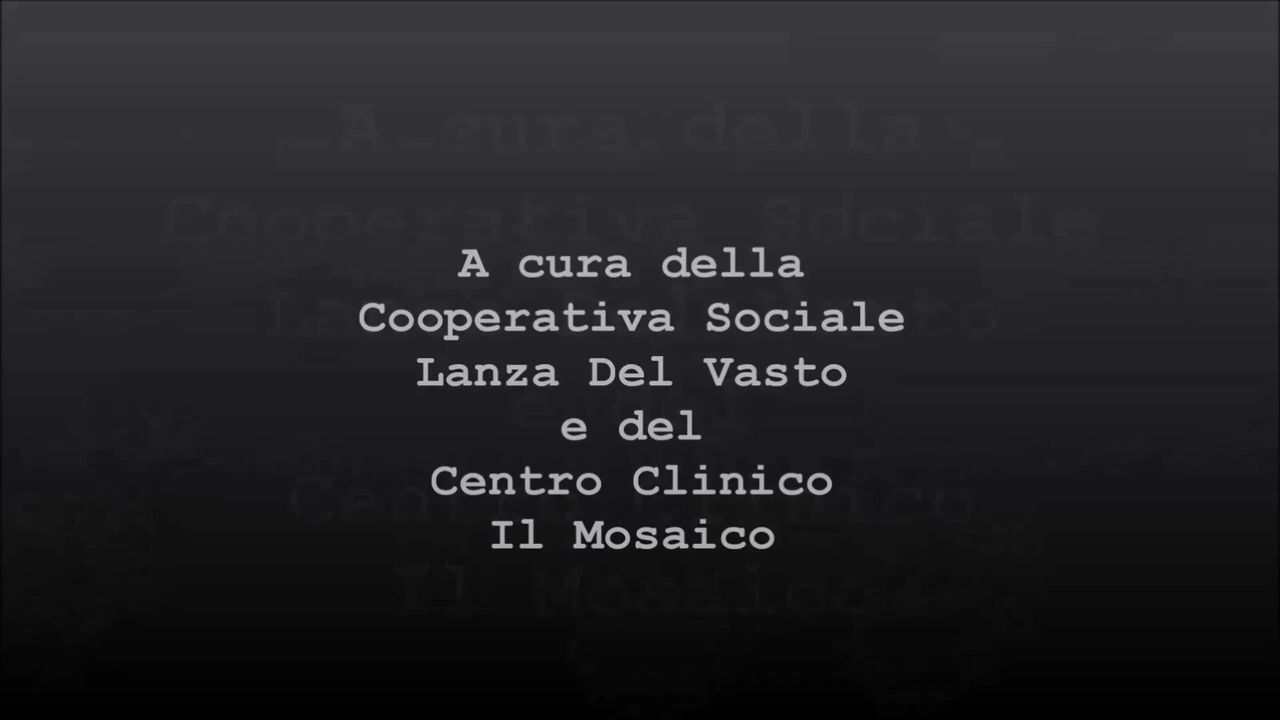 A cura della
Cooperativa Sociale
Lanza Del Vasto
e del
Centro Clinico
Il Mosaico